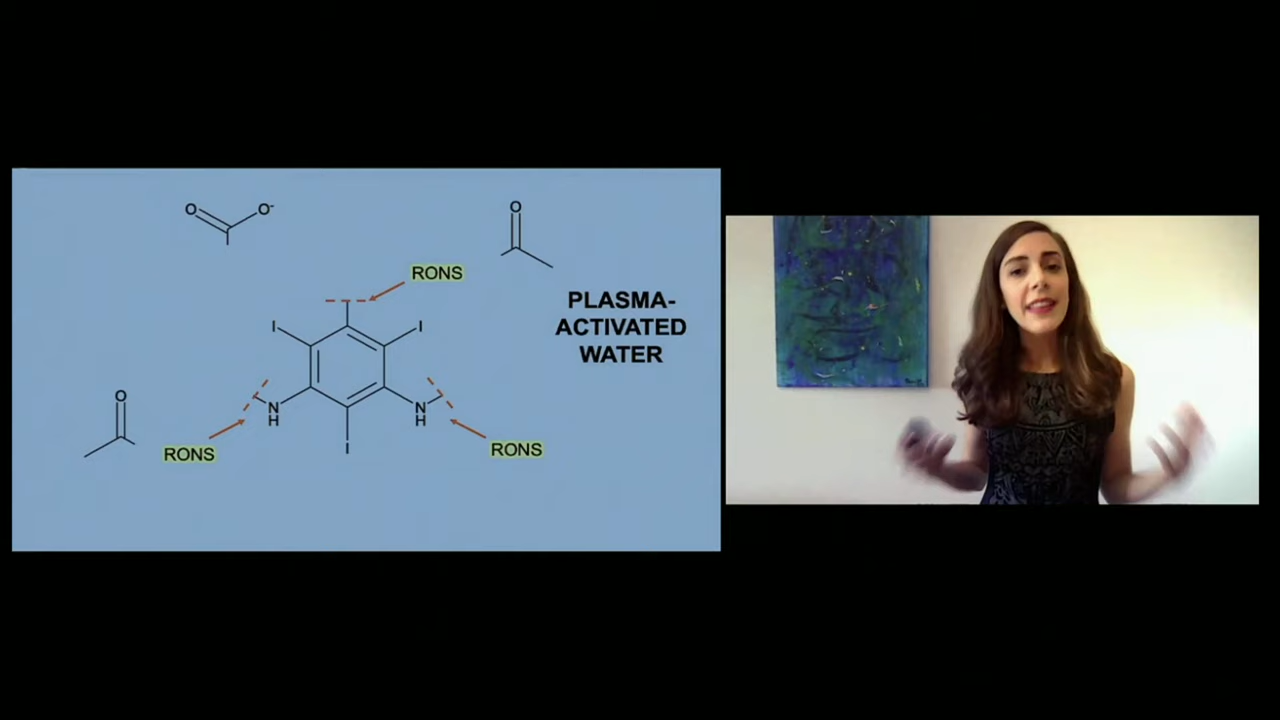 O
O-
O
RONS
PLASMA-
ACTIVATED
WATER
I
I
O
N
H
N
H
RONS
I
RONS